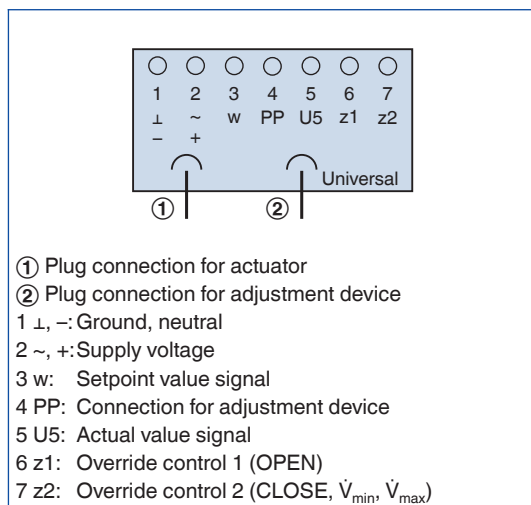 1 2 3 4 5 6 7
⊥ ~ w PP U5 z1 z2
– +
Universal
① ②
① Plug connection for actuator
② Plug connection for adjustment device
1 ⊥, –: Ground, neutral
2 ~, +: Supply voltage
3 w: Setpoint value signal
4 PP: Connection for adjustment device
5 U5: Actual value signal
6 z1: Override control 1 (OPEN)
7 z2: Override control 2 (CLOSE, V̇min, V̇max)